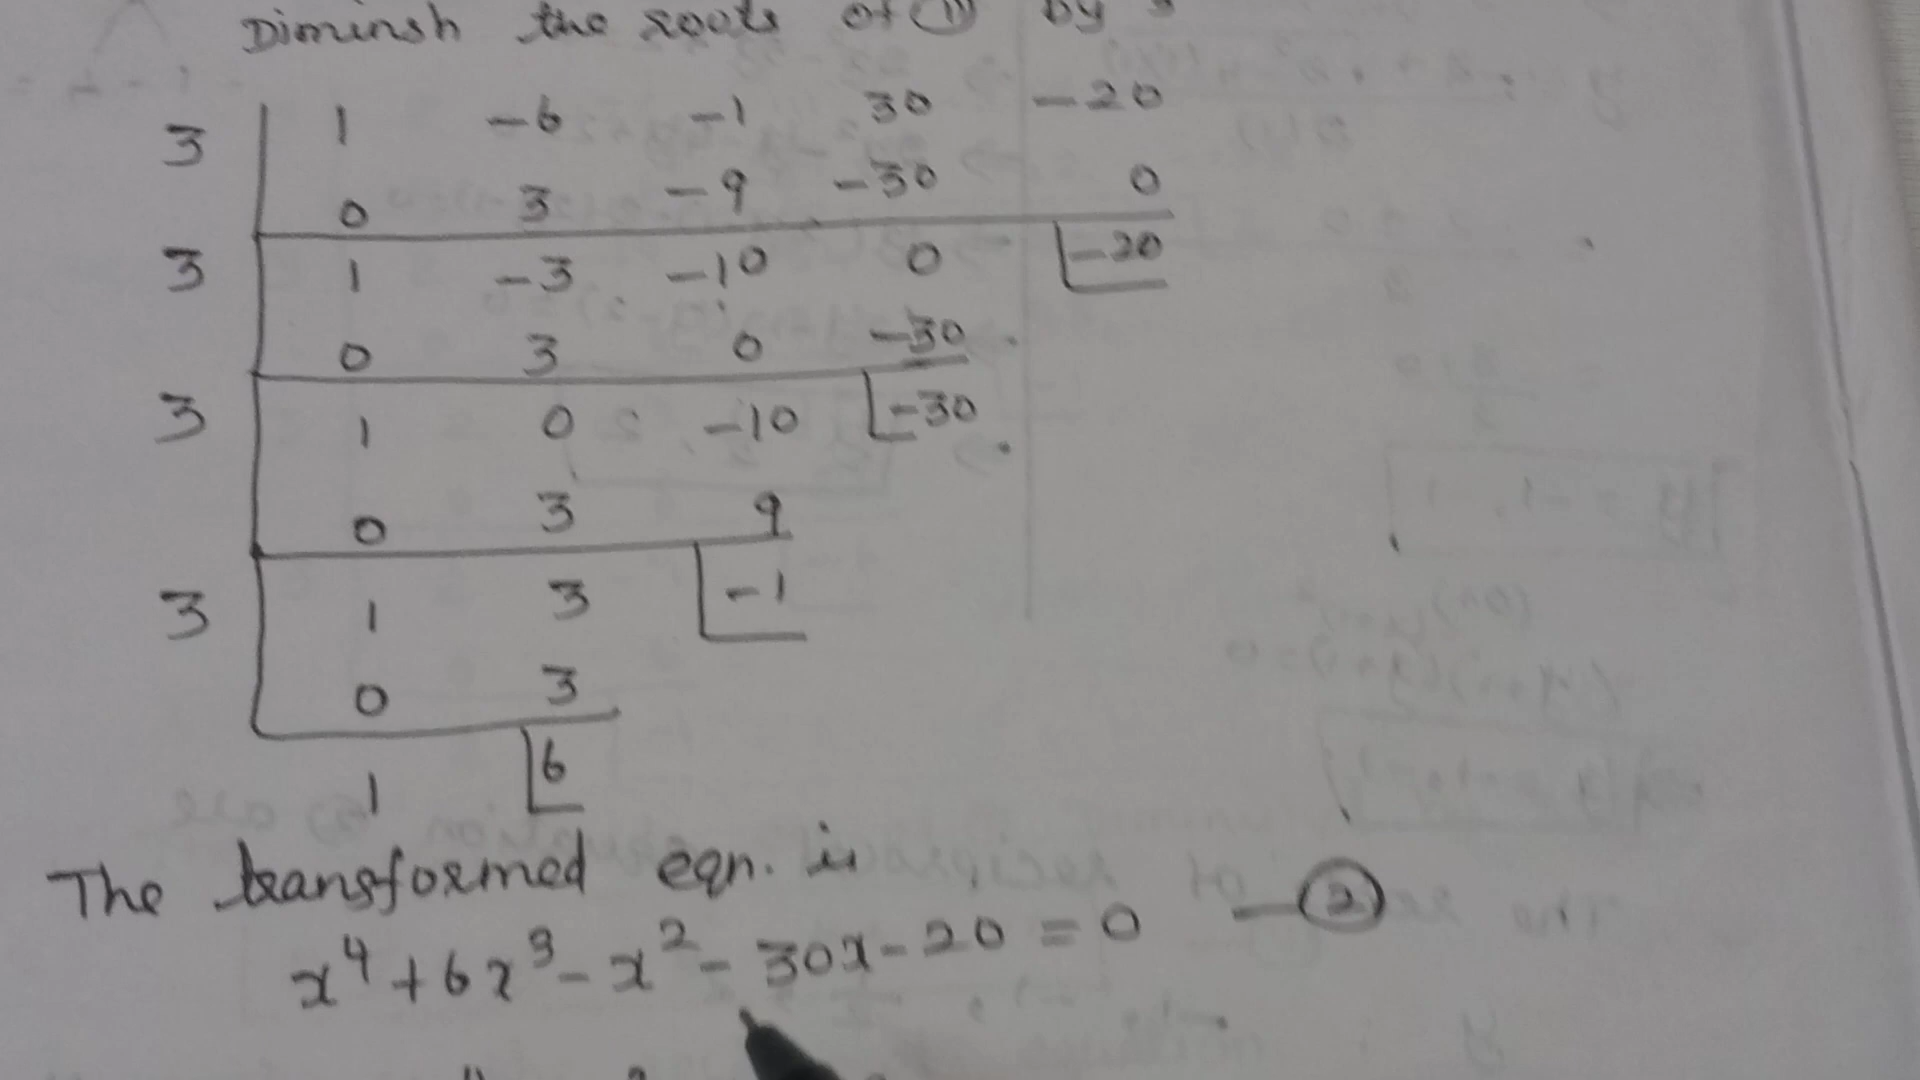 Diminsh the roots of ① by 3
3 1 -6 -1 30 -20
0 3 -9 -30 0
3 1 -3 -10 0 -20
0 3 0 -30
3 1 0 -10 -30
0 3 9
3 1 3 -1
0 3
1 6
The transformed eqn. is
x⁴ + 6x³ - x² - 30x - 20 = 0 — ②